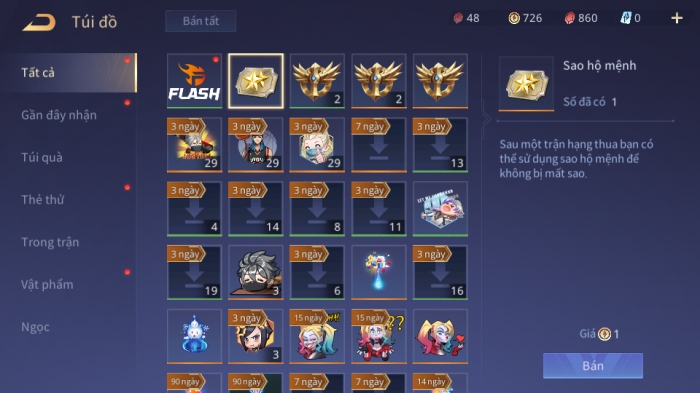 Túi đồ
Bán tất
48
726
860
0
Tất cả
Gần đây nhận
Túi quà
Thẻ thử
Trong trận
Vật phẩm
Ngọc
FLASH
2
2
3 ngày
3 ngày
3 ngày
7 ngày
3 ngày
29
29
29
13
3 ngày
3 ngày
3 ngày
3 ngày
4
14
8
11
3 ngày
3 ngày
3 ngày
19
3
6
16
3 ngày
15 ngày
15 ngày
??
3
90 ngày
90 ngày
7 ngày
7 ngày
14 ngày
Sao hộ mệnh
Số đã có 1
Sau một trận hạng thua bạn có
thể sử dụng sao hộ mệnh để
không bị mất sao.
Giá 1
Bán